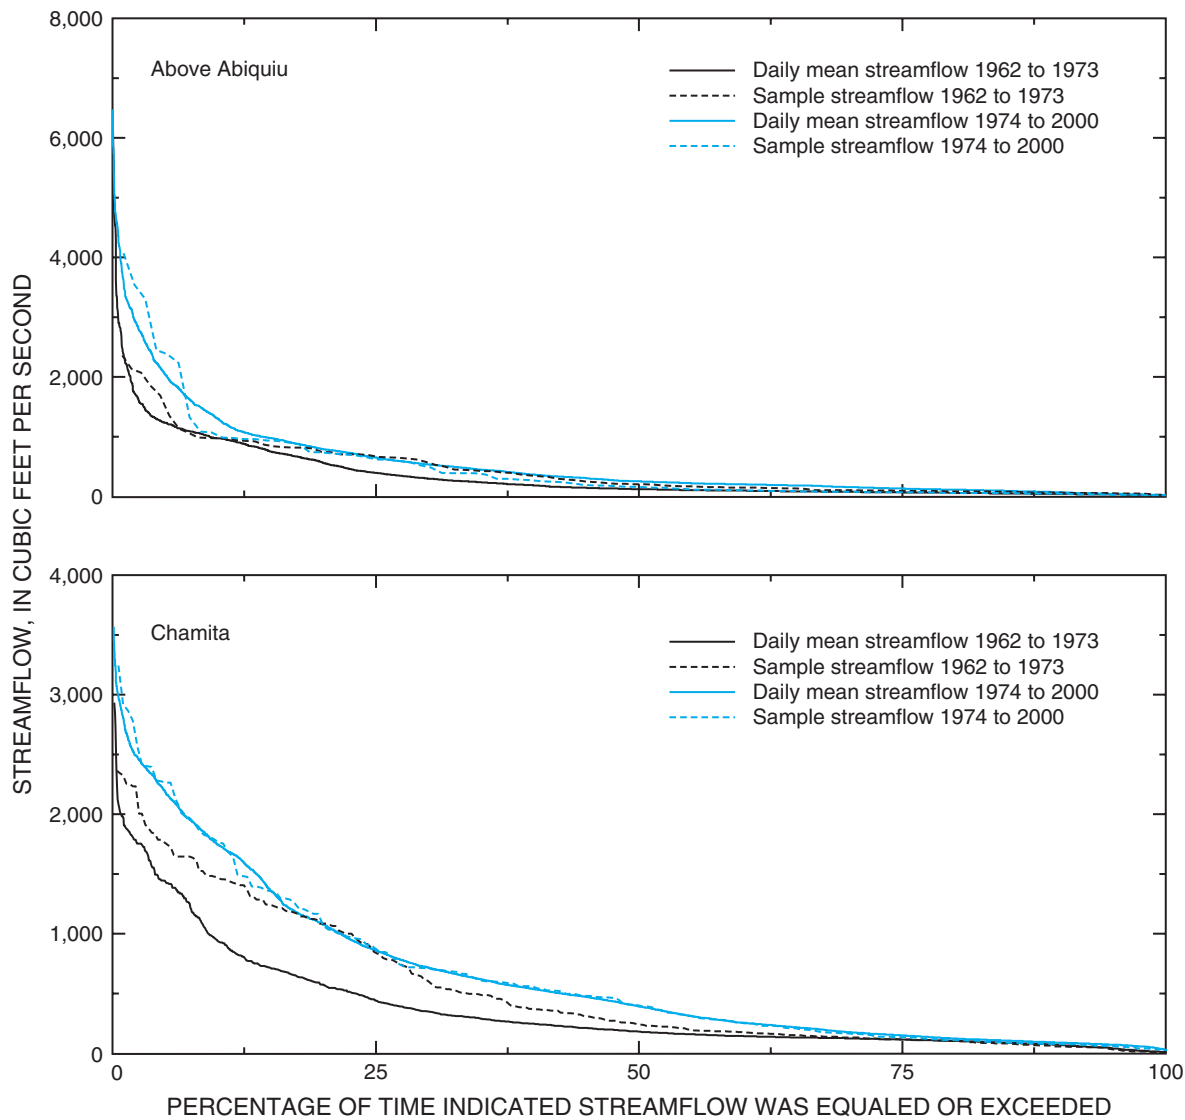 8,000
6,000
4,000
2,000
0
Above Abiquiu
Daily mean streamflow 1962 to 1973
Sample streamflow 1962 to 1973
Daily mean streamflow 1974 to 2000
Sample streamflow 1974 to 2000
STREAMFLOW, IN CUBIC FEET PER SECOND
4,000
3,000
2,000
1,000
0
Chamita
Daily mean streamflow 1962 to 1973
Sample streamflow 1962 to 1973
Daily mean streamflow 1974 to 2000
Sample streamflow 1974 to 2000
0 25 50 75 100
PERCENTAGE OF TIME INDICATED STREAMFLOW WAS EQUALED OR EXCEEDED